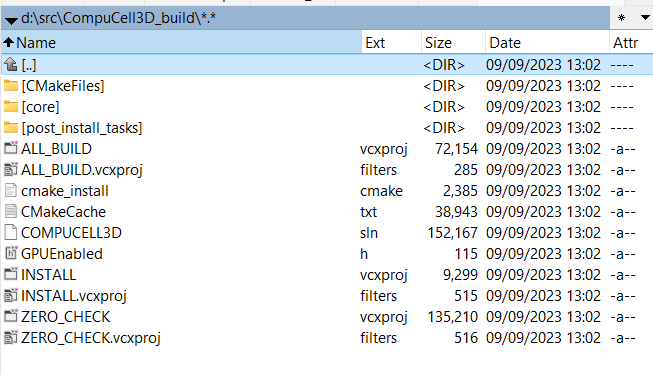 d:\src\CompuCell3D_build\*.* * 
Name Ext Size Date Attr
[..] <DIR> 09/09/2023 13:02 ----
[CMakeFiles] <DIR> 09/09/2023 13:02 ----
[core] <DIR> 09/09/2023 13:02 ----
[post_install_tasks] <DIR> 09/09/2023 13:02 ----
ALL_BUILD vcxproj 72,154 09/09/2023 13:02 -a--
ALL_BUILD.vcxproj filters 285 09/09/2023 13:02 -a--
cmake_install cmake 2,385 09/09/2023 13:02 -a--
CMakeCache txt 38,943 09/09/2023 13:02 -a--
COMPUCELL3D sln 152,167 09/09/2023 13:02 -a--
GPUEnabled h 115 09/09/2023 13:02 -a--
INSTALL vcxproj 9,299 09/09/2023 13:02 -a--
INSTALL.vcxproj filters 515 09/09/2023 13:02 -a--
ZERO_CHECK vcxproj 135,210 09/09/2023 13:02 -a--
ZERO_CHECK.vcxproj filters 516 09/09/2023 13:02 -a--